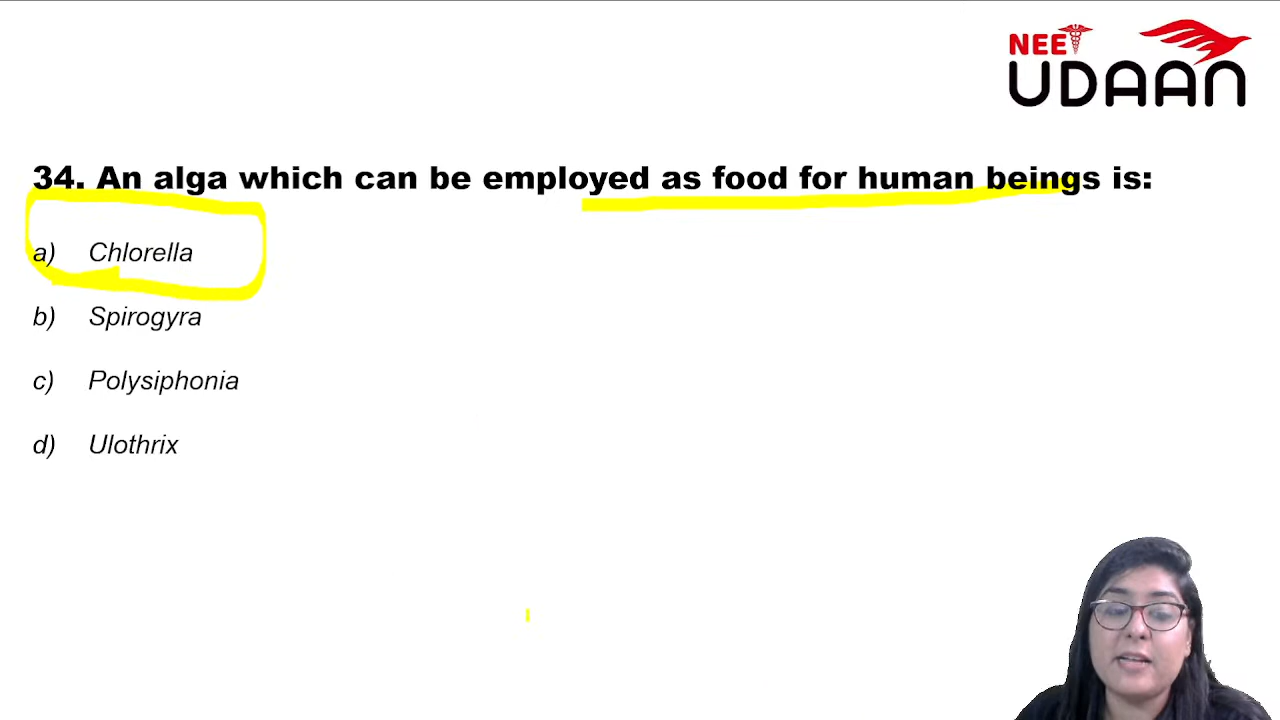 NEET
UDAAN
34. An alga which can be employed as food for human beings is:
a) Chlorella
b) Spirogyra
c) Polysiphonia
d) Ulothrix